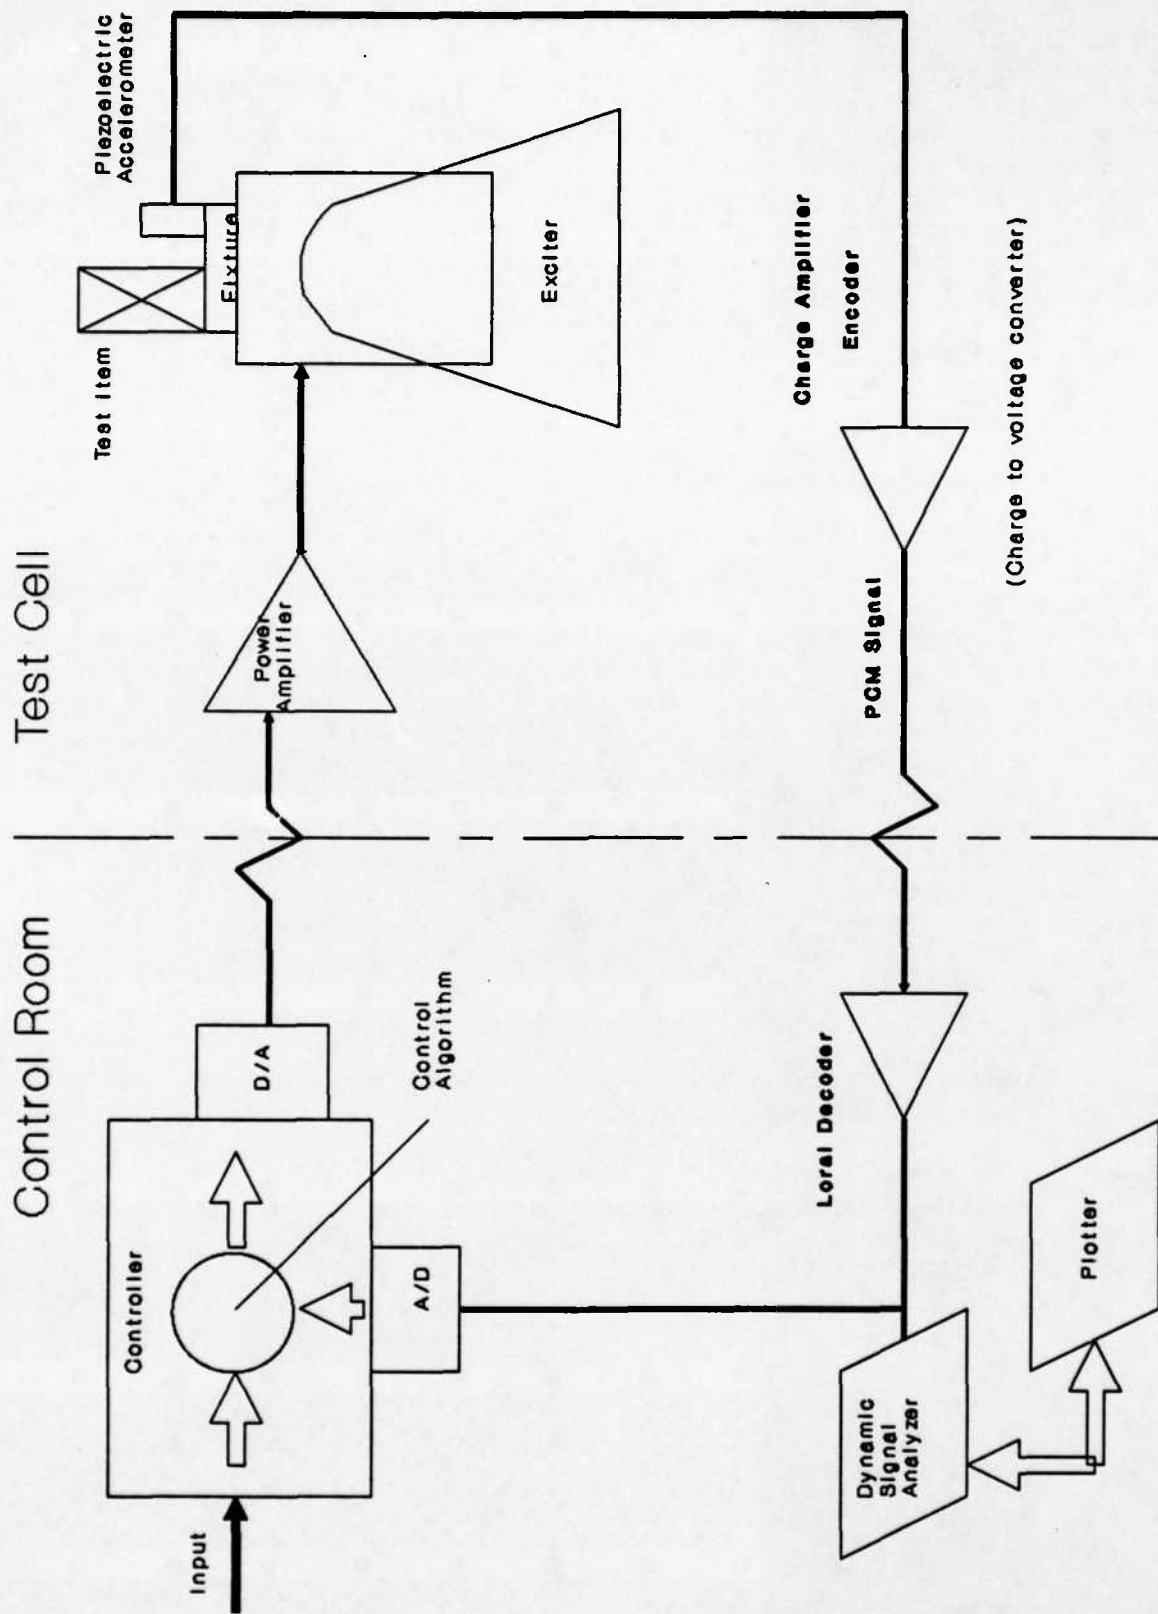 Control Room
Test Cell
Input
Controller
D/A
A/D
Control
Algorithm
Power
Amplifier
Test Item
Fixture
Piezoelectric
Accelerometer
Exciter
Dynamic
Signal
Analyzer
Plotter
Loral Decoder
PCM Signal
Charge Amplifier
Encoder
(Charge to voltage converter)